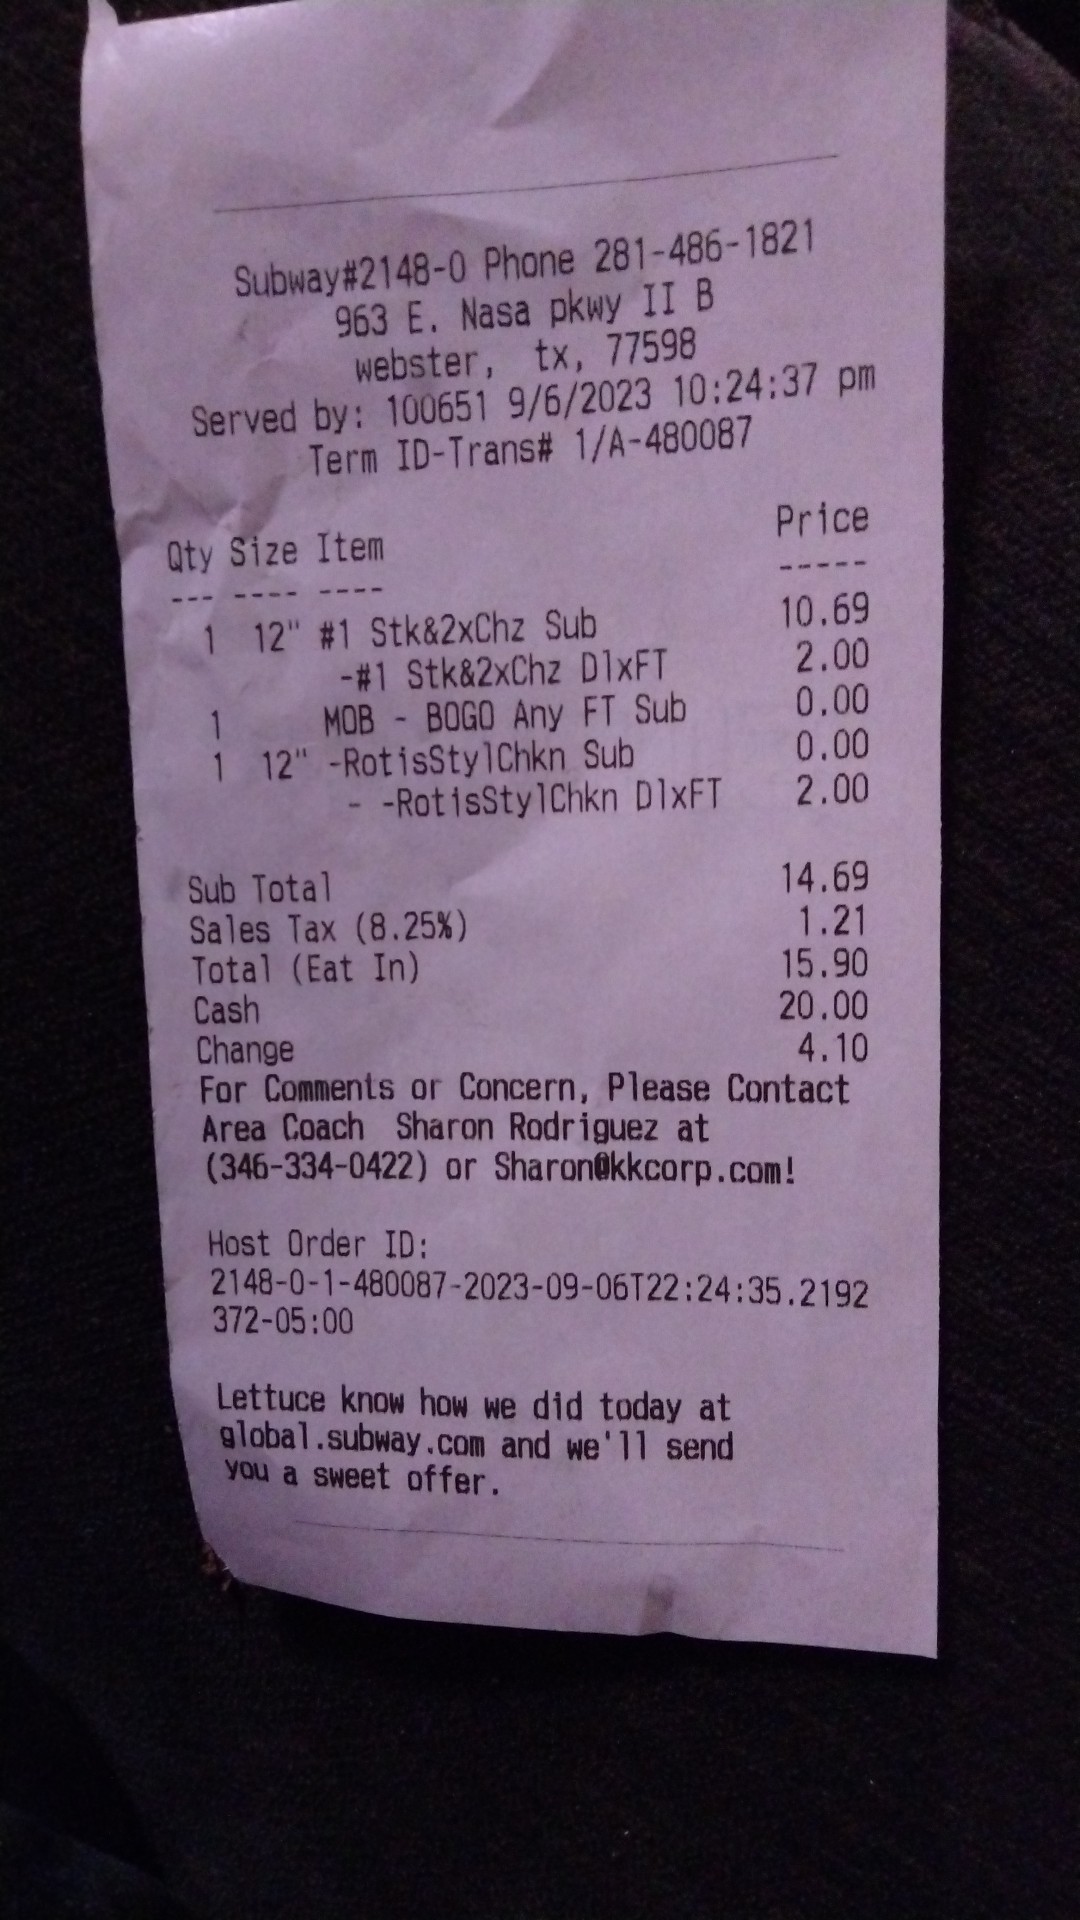 Subway#2148-0 Phone 281-486-1821
963 E. Nasa pkwy II B
webster, tx, 77598
Served by: 100651 9/6/2023 10:24:37 pm
Term ID-Trans# 1/A-480087
Qty Size Item Price
--- ---- ---- -----
1 12" #1 Stk&2xChz Sub 10.69
-#1 Stk&2xChz DlxFT 2.00
1 MOB - BOGO Any FT Sub 0.00
1 12" -RotisStylChkn Sub 0.00
- -RotisStylChkn DlxFT 2.00
Sub Total 14.69
Sales Tax (8.25%) 1.21
Total (Eat In) 15.90
Cash 20.00
Change 4.10
For Comments or Concern, Please Contact
Area Coach Sharon Rodriguez at
(346-334-0422) or Sharon@kkcorp.com!
Host Order ID:
2148-0-1-480087-2023-09-06T22:24:35.2192
372-05:00
Lettuce know how we did today at
global.subway.com and we'll send
you a sweet offer.